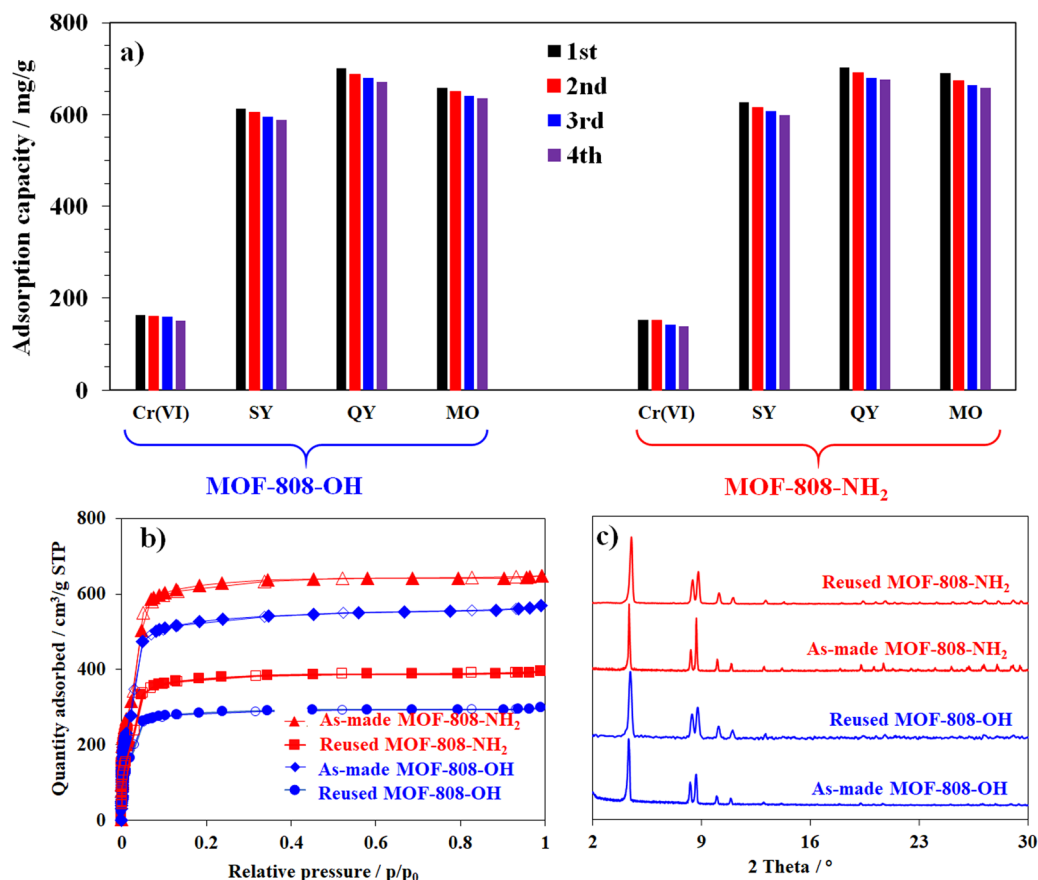 a)
Adsorption capacity / mg/g
800
600
400
200
0
1st
2nd
3rd
4th
Cr(VI) SY QY MO Cr(VI) SY QY MO
MOF-808-OH MOF-808-NH₂
b)
Quantity adsorbed / cm³/g STP
800
600
400
200
0
As-made MOF-808-NH₂
Reused MOF-808-NH₂
As-made MOF-808-OH
Reused MOF-808-OH
0 0.2 0.4 0.6 0.8 1
Relative pressure / p/p₀
c)
Reused MOF-808-NH₂
As-made MOF-808-NH₂
Reused MOF-808-OH
As-made MOF-808-OH
2 9 16 23 30
2 Theta / °